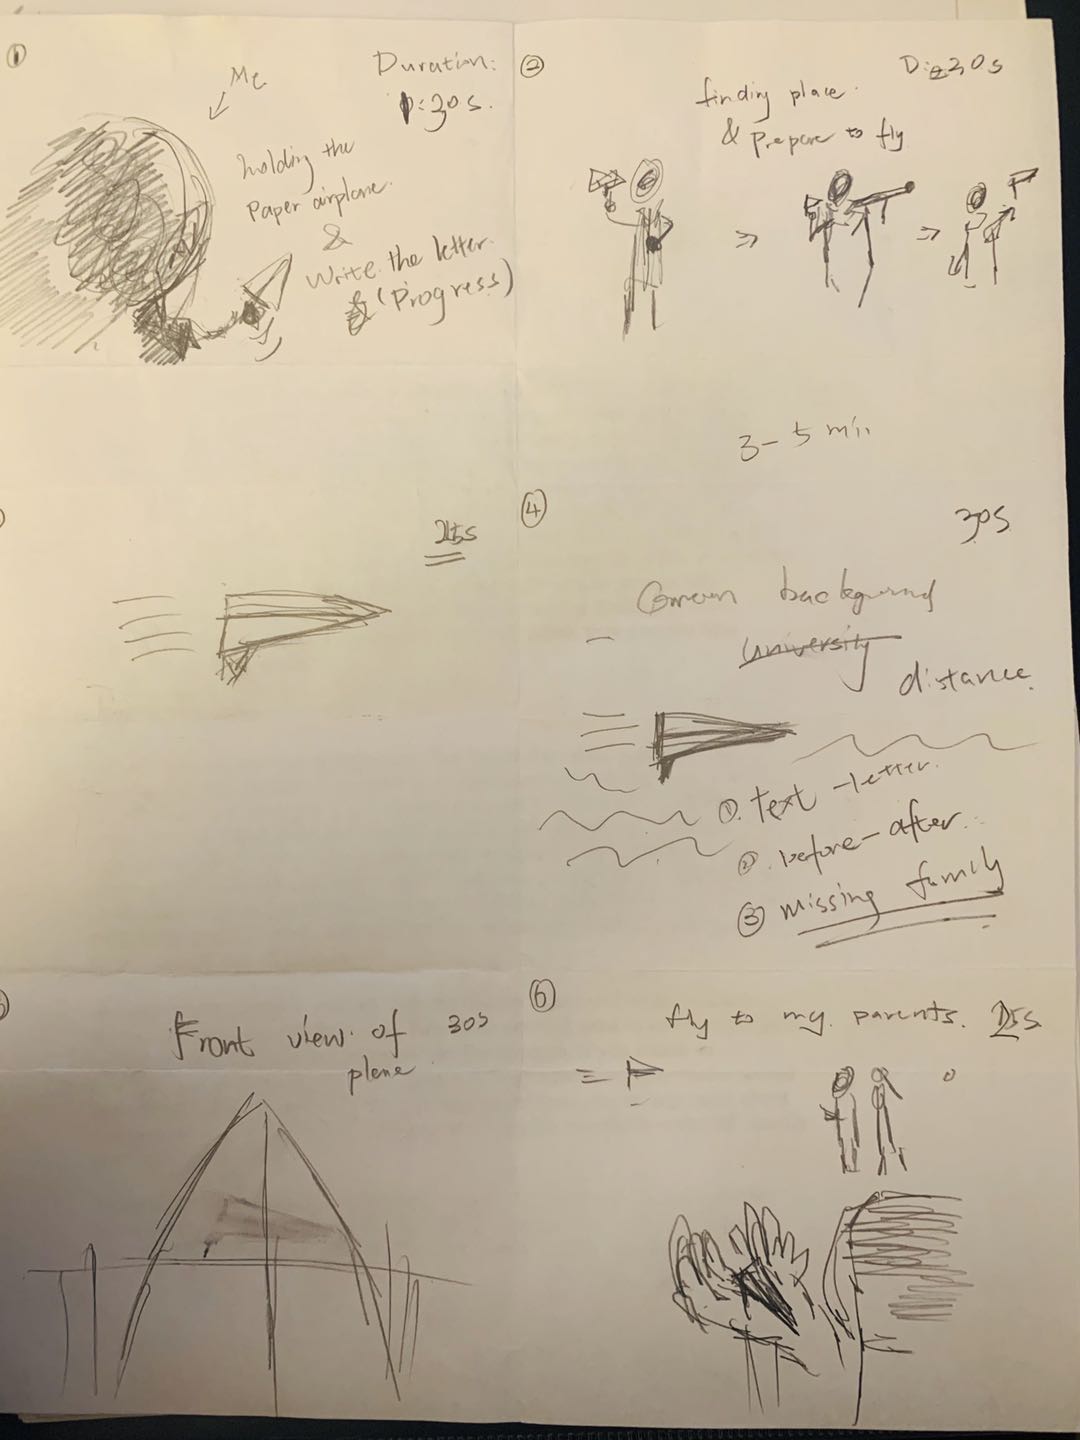 ①
Me
Duration:
D:30s.
holding the
paper airplane.
&
Write the letter.
& (Progress)
②
D:30s
finding place.
& prepare to fly
⇒
⇒
3-5 min
25s
④
30s
background
university
distance.
①. text -letter.
②. before-after.
③ missing family
Front view of 30s
plane
⑥
fly to my parents. 25s